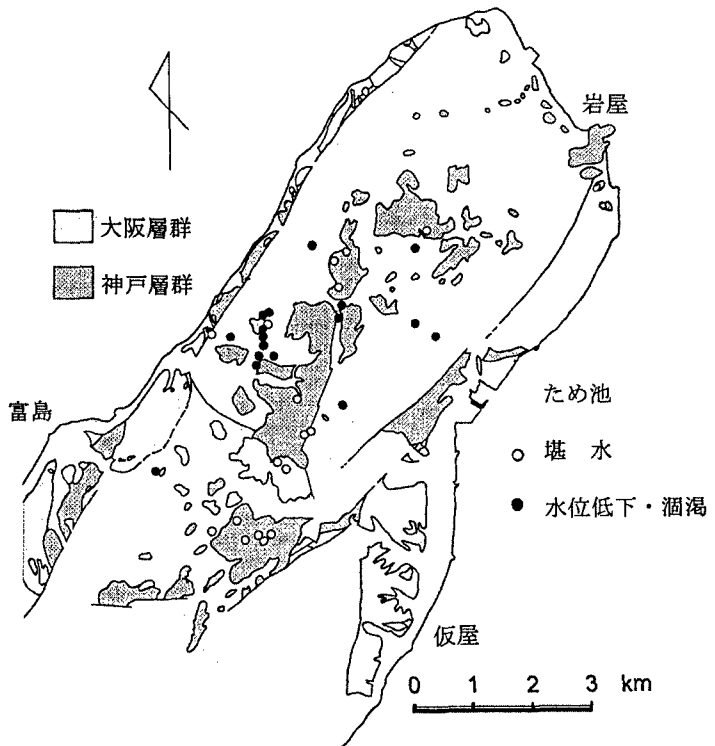 岩屋
大阪層群
神戸層群
富島
ため池
堪水
水位低下・涸渇
仮屋
0 1 2 3 km